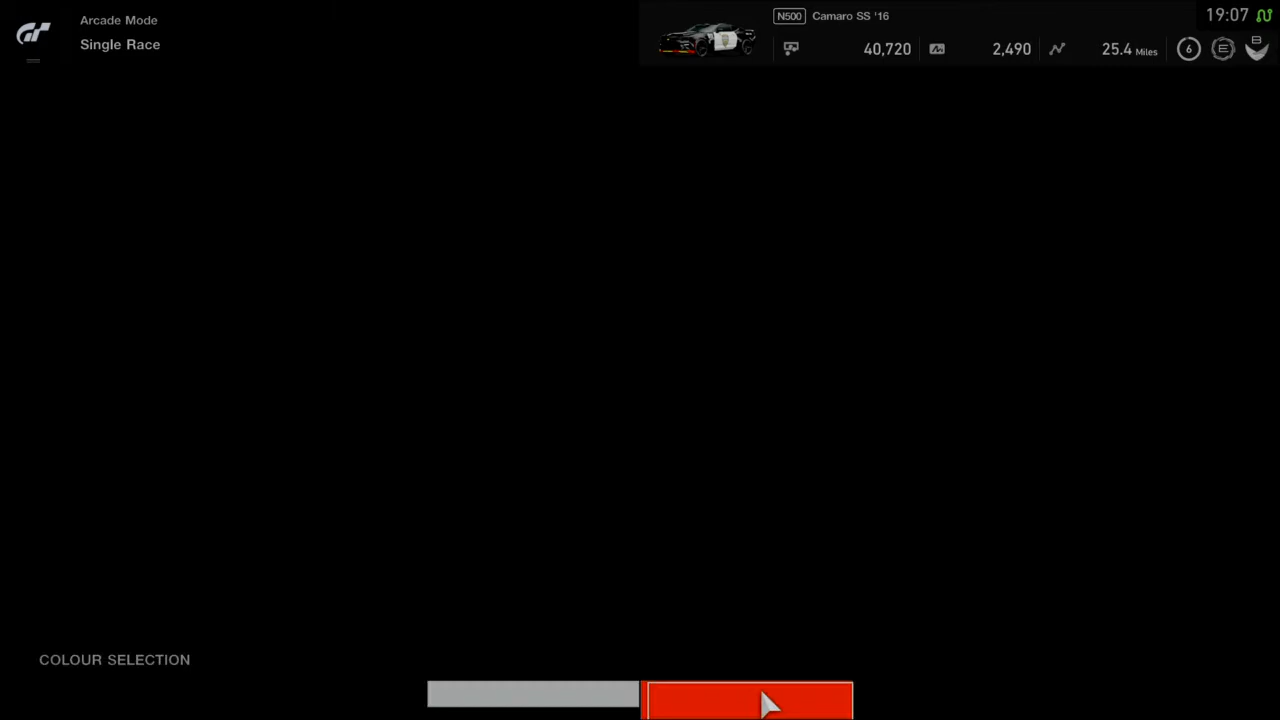 Arcade Mode
Single Race
N500 Camaro SS '16
19:07
40,720
2,490
25.4 Miles
6
E
B
COLOUR SELECTION